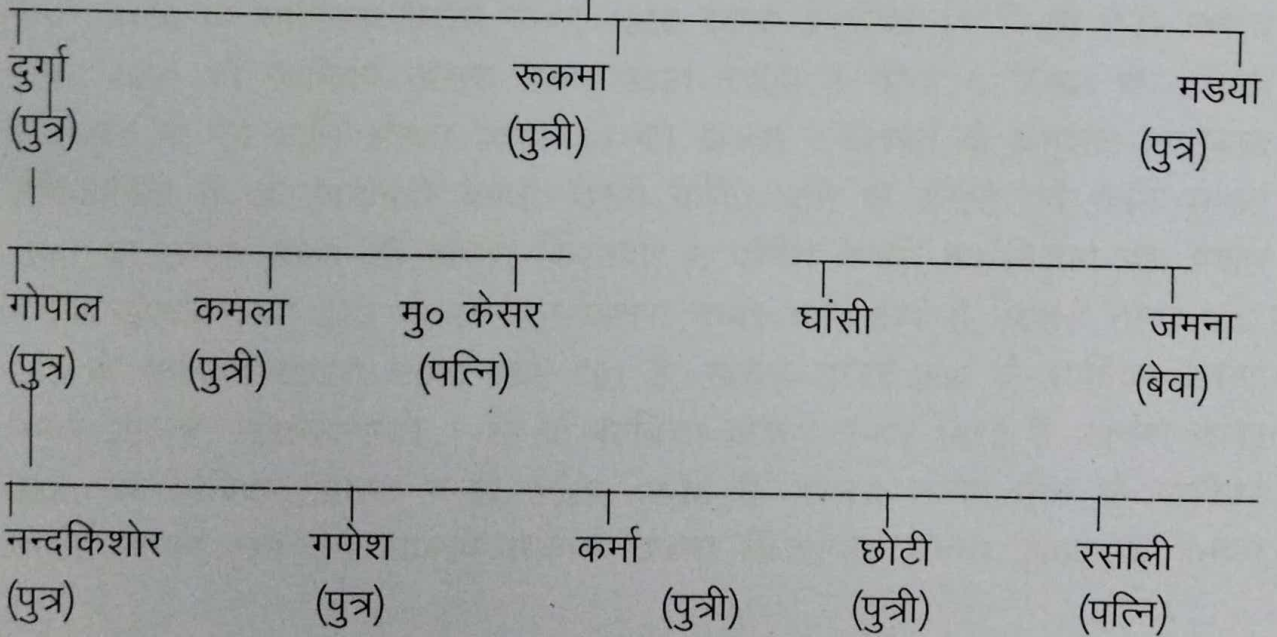 दुर्गा रूकमा मडया
(पुत्र) (पुत्री) (पुत्र)
गोपाल कमला मु० केसर घांसी जमना
(पुत्र) (पुत्री) (पत्नि) (बेवा)
नन्दकिशोर गणेश कर्मा छोटी रसाली
(पुत्र) (पुत्र) (पुत्री) (पुत्री) (पत्नि)